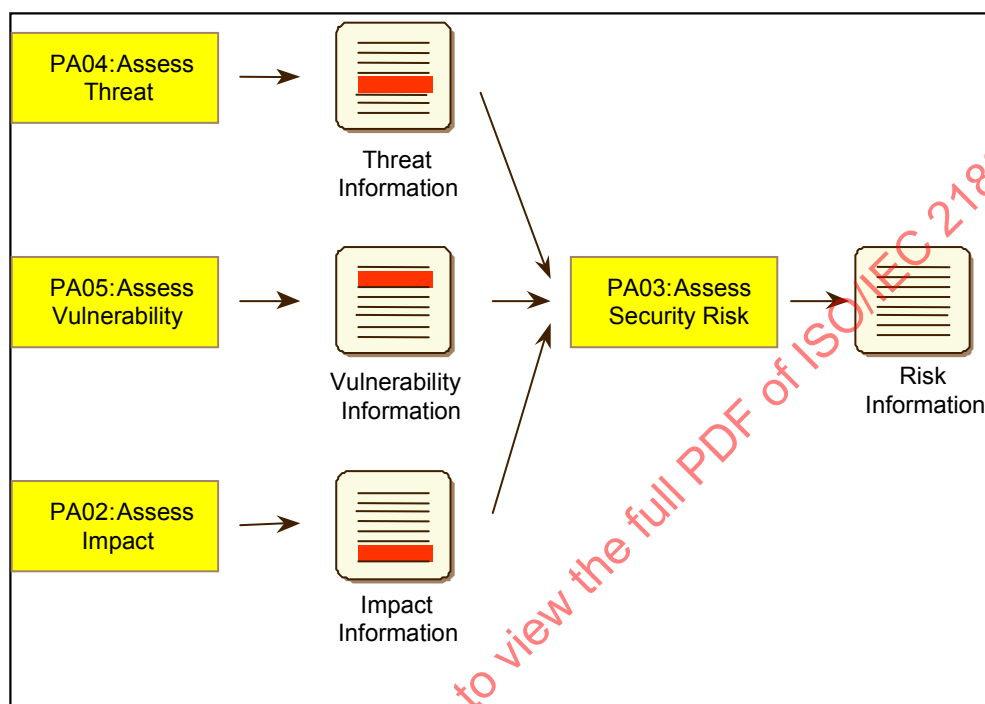 PA04:Assess
Threat
Threat
Information
PA05:Assess
Vulnerability
Vulnerability
Information
PA03:Assess
Security Risk
Risk
Information
PA02:Assess
Impact
Impact
Information
to view the full PDF of ISO/IEC 218